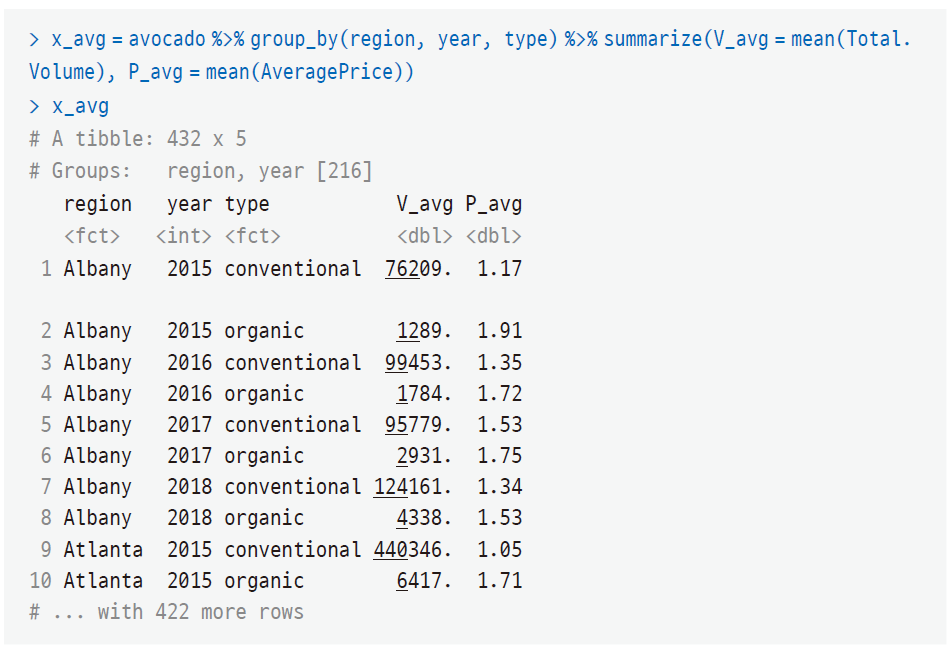 > x_avg = avocado %>% group_by(region, year, type) %>% summarize(V_avg = mean(Total.
Volume), P_avg = mean(AveragePrice))
> x_avg
# A tibble: 432 x 5
# Groups:   region, year [216]
   region   year type           V_avg P_avg
   <fct>   <int> <fct>          <dbl> <dbl>
 1 Albany   2015 conventional  76209.  1.17
 2 Albany   2015 organic        1289.  1.91
 3 Albany   2016 conventional  99453.  1.35
 4 Albany   2016 organic        1784.  1.72
 5 Albany   2017 conventional  95779.  1.53
 6 Albany   2017 organic        2931.  1.75
 7 Albany   2018 conventional 124161.  1.34
 8 Albany   2018 organic        4338.  1.53
 9 Atlanta  2015 conventional 440346.  1.05
10 Atlanta  2015 organic        6417.  1.71
# ... with 422 more rows